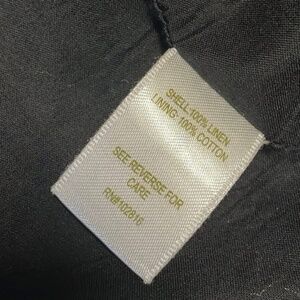 SHELL:100% LINEN
LINING:100% COTTON
SEE REVERSE FOR
CARE
RN#102816